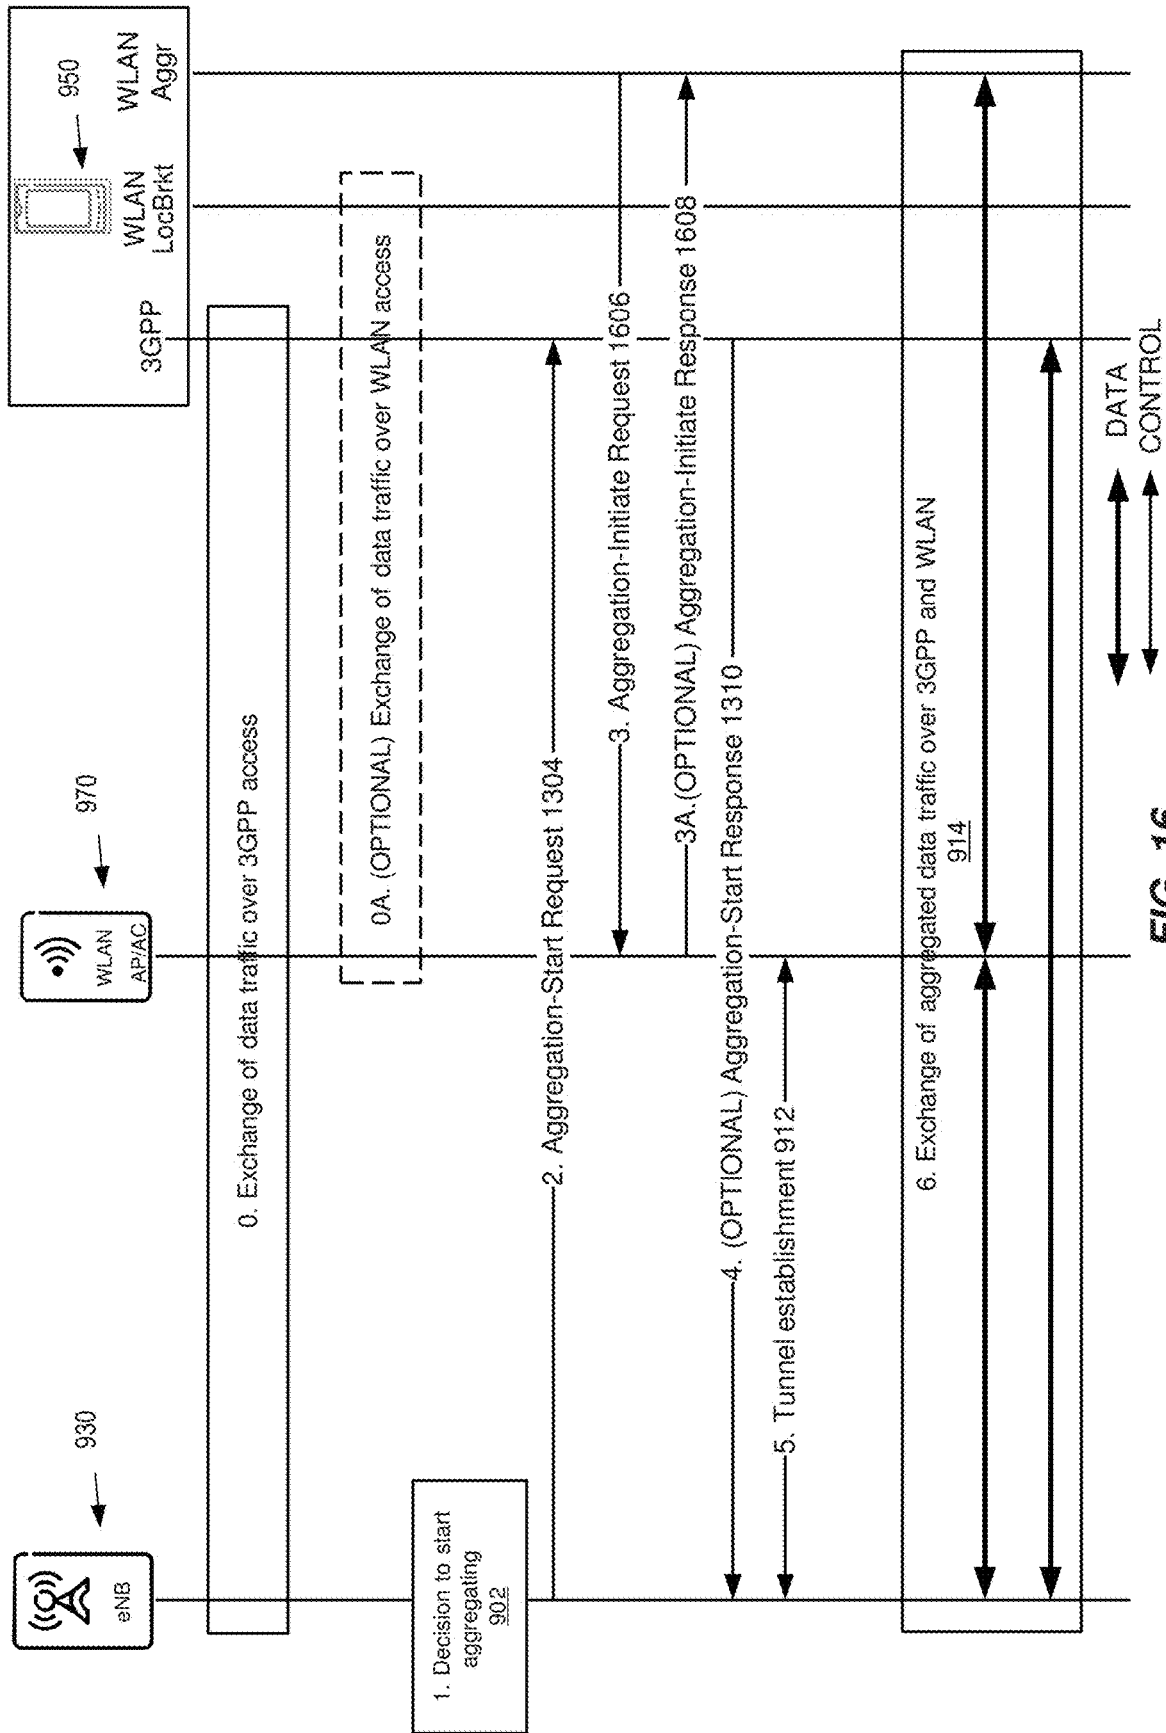 930
eNB
970
WLAN
AP/AC
950
3GPP
WLAN
LocBrkt
WLAN
Aggr
0. Exchange of data traffic over 3GPP access
0A. (OPTIONAL) Exchange of data traffic over WLAN access
1. Decision to start
aggregating
902
2. Aggregation-Start Request 1304
3. Aggregation-Initiate Request 1606
3A.(OPTIONAL) Aggregation-Initiate Response 1608
4. (OPTIONAL) Aggregation-Start Response 1310
5. Tunnel establishment 912
6. Exchange of aggregated data traffic over 3GPP and WLAN
914
DATA
CONTROL
FIG. 16